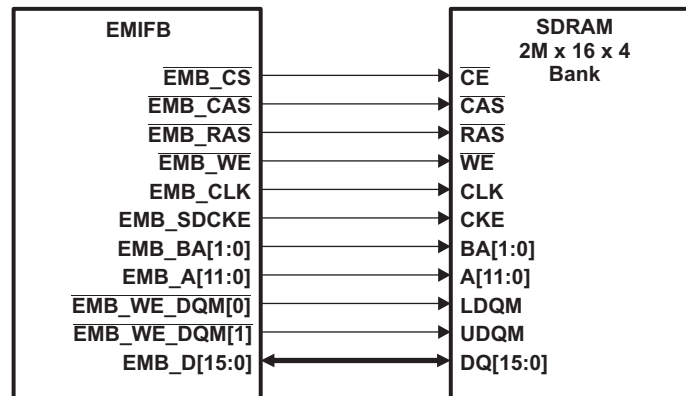 EMIFB
EMB_CS
EMB_CAS
EMB_RAS
EMB_WE
EMB_CLK
EMB_SDCKE
EMB_BA[1:0]
EMB_A[11:0]
EMB_WE_DQM[0]
EMB_WE_DQM[1]
EMB_D[15:0]
SDRAM
2M x 16 x 4
Bank
CE
CAS
RAS
WE
CLK
CKE
BA[1:0]
A[11:0]
LDQM
UDQM
DQ[15:0]